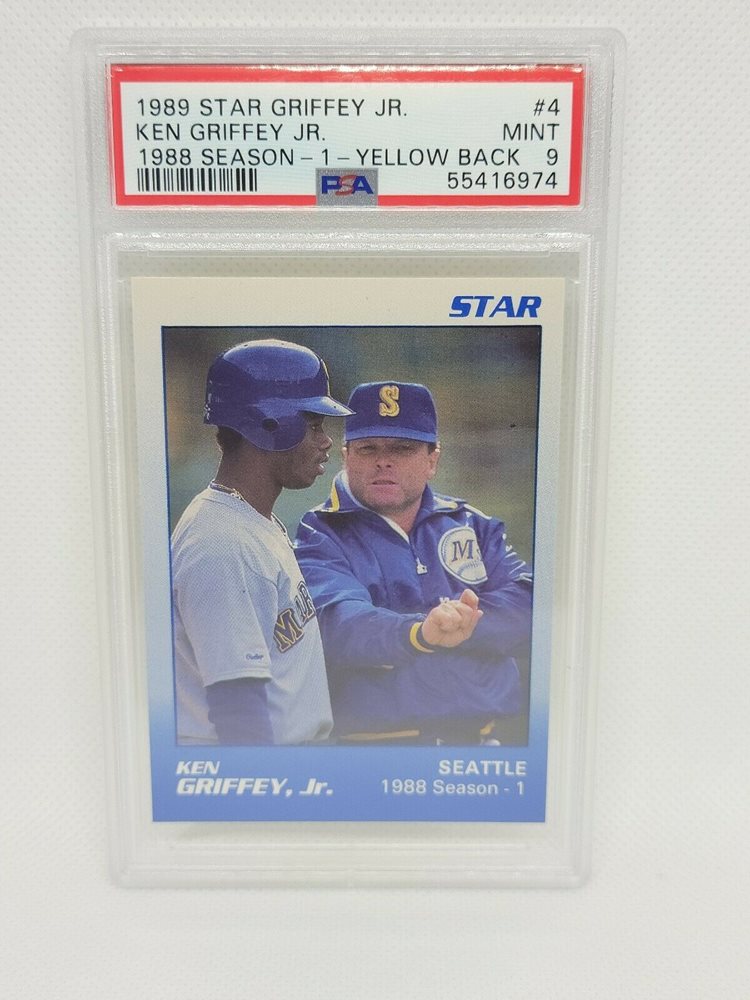 1989 STAR GRIFFEY JR. #4
KEN GRIFFEY JR. MINT
1988 SEASON - 1 - YELLOW BACK 9
PSA 55416974
STAR
S
M
MAR
KEN
GRIFFEY, Jr.
SEATTLE
1988 Season - 1